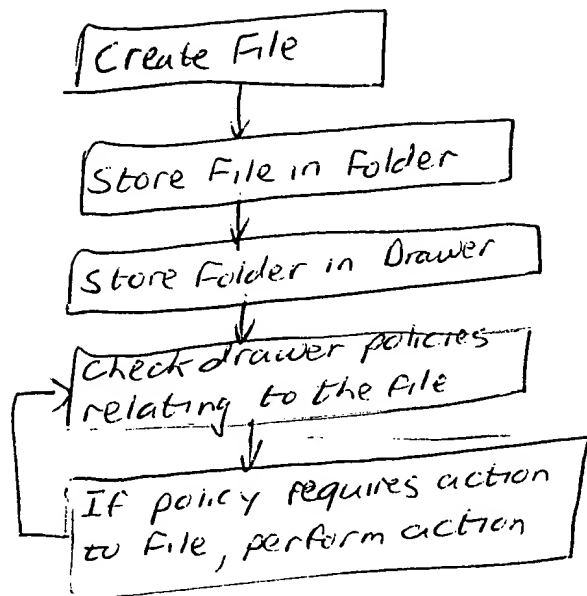 Create File
Store File in Folder
Store Folder in Drawer
Check drawer policies
relating to the file
If policy requires action
to File, perform action